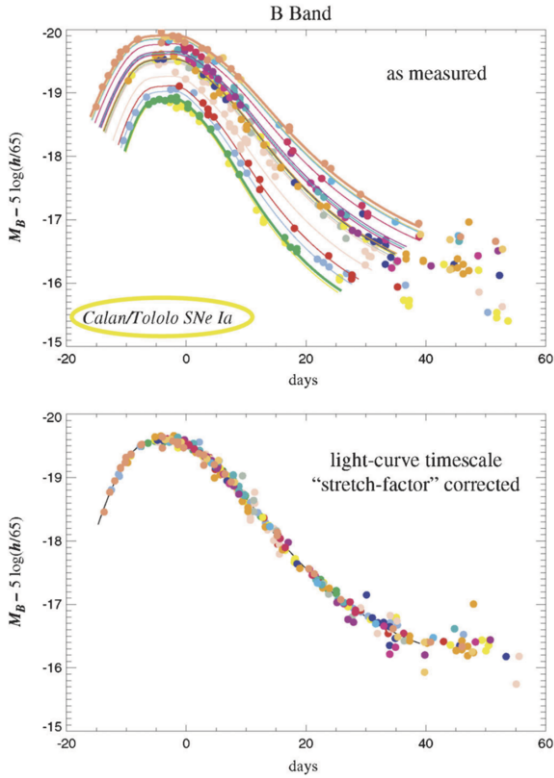 B Band
-20
as measured
-19
-18
-17
-16
-15
M_B – 5 log(h/65)
Calan/Tololo SNe Ia
-20 0 20 40 60
days
-20
light-curve timescale
“stretch-factor” corrected
-19
-18
-17
-16
-15
M_B – 5 log(h/65)
-20 0 20 40 60
days